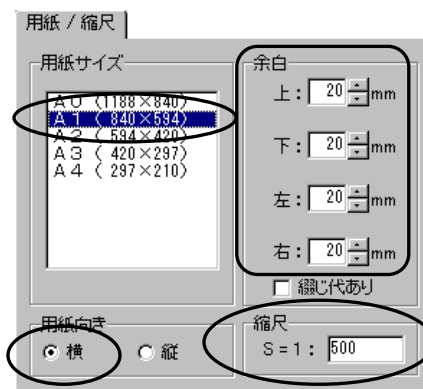 用紙 / 縮尺
用紙サイズ
A0 (1188×840)
A1 ( 840×594)
A2 ( 594×420)
A3 ( 420×297)
A4 ( 297×210)
余白
上: 20 mm
下: 20 mm
左: 20 mm
右: 20 mm
綴じ代あり
用紙向き
横 縦
縮尺
S=1: 500